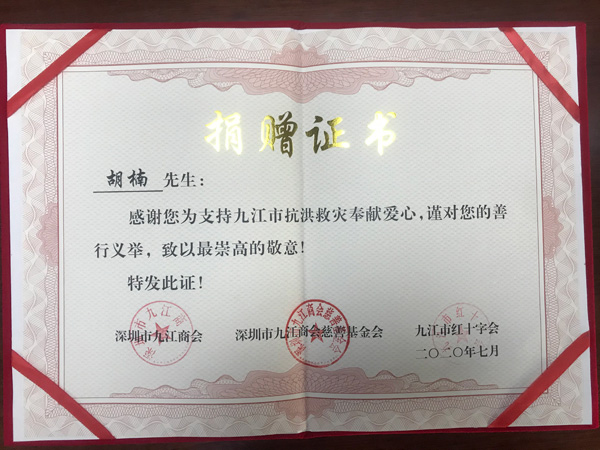 捐赠证书
胡楠 先生：
感谢您为支持九江市抗洪救灾奉献爱心，谨对您的善
行义举，致以最崇高的敬意！
特发此证！
深圳市九江商会 深圳市九江商会慈善基金会 九江市红十字会
二〇二〇年七月